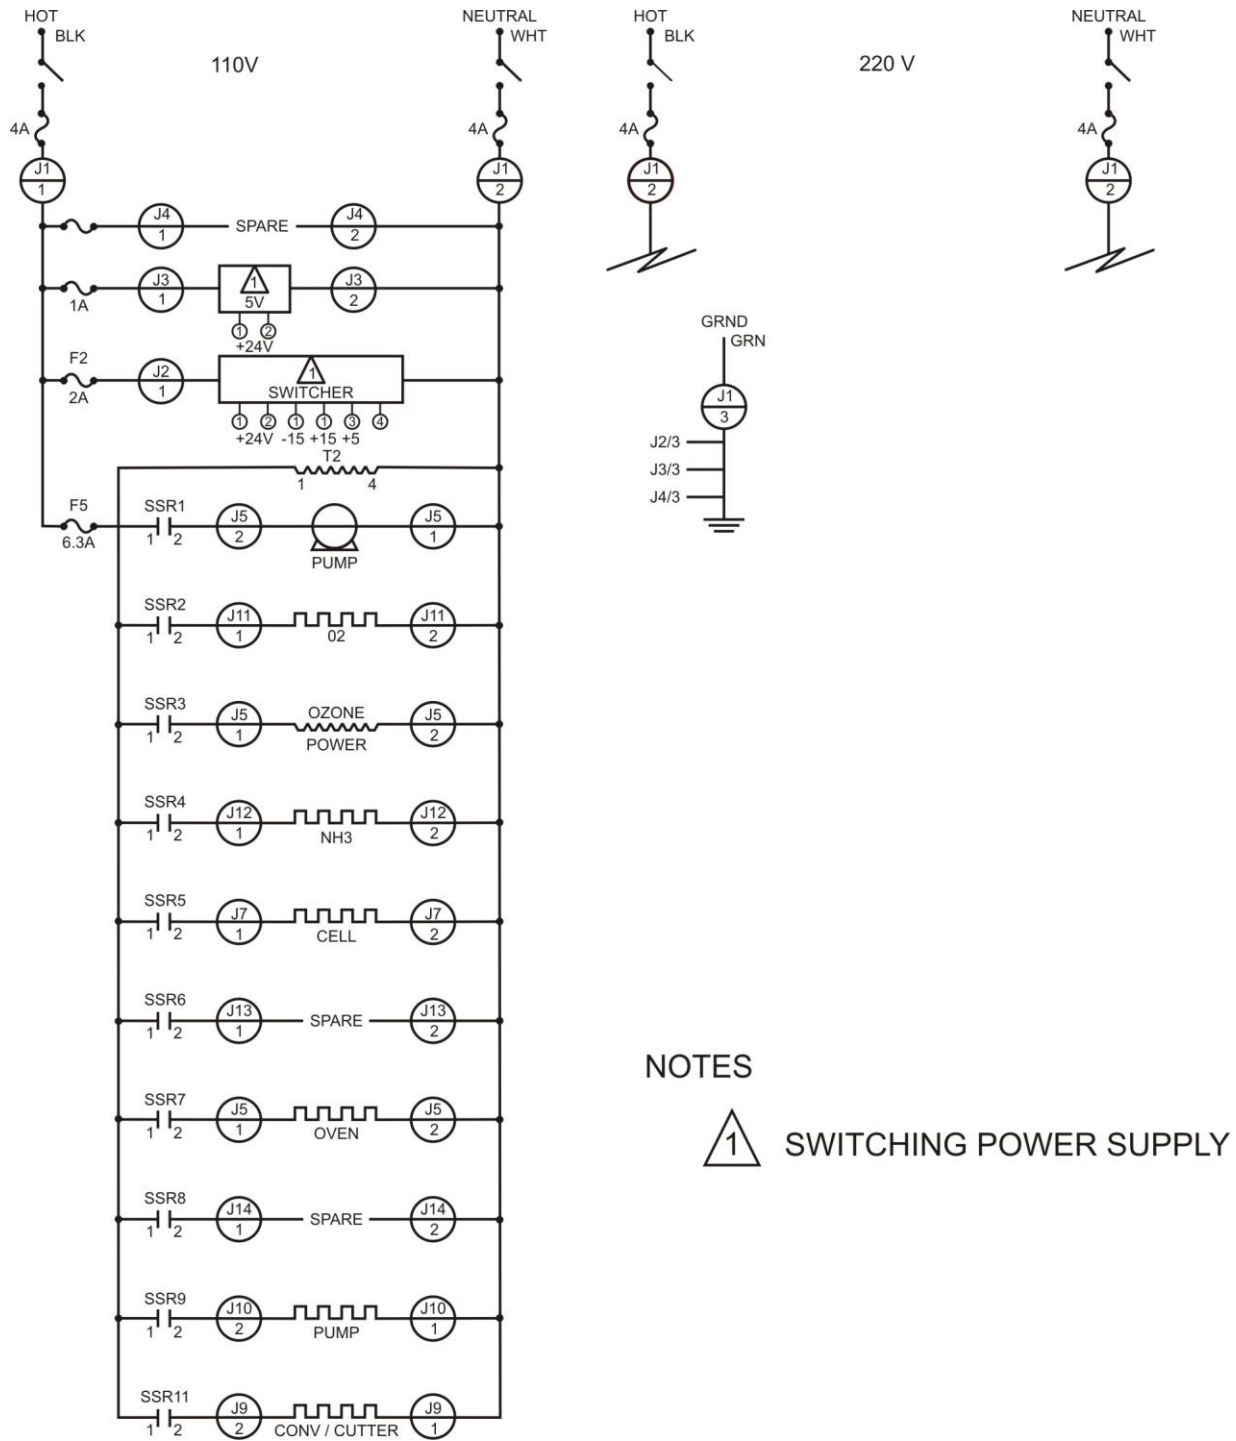 HOT
BLK
110V
NEUTRAL
WHT
HOT
BLK
220 V
NEUTRAL
WHT
4A
4A
4A
4A
J1
1
J1
2
J1
2
J1
2
J4
1
SPARE
J4
2
1A
J3
1
1
5V
J3
2
1 2
+24V
F2
2A
J2
1
1
SWITCHER
1 2 1 1 3 4
+24V -15 +15 +5
T2
1 4
GRND
GRN
J1
3
J2/3
J3/3
J4/3
F5
6.3A
SSR1
1 2
J5
2
PUMP
J5
1
SSR2
1 2
J11
1
02
J11
2
SSR3
1 2
J5
1
OZONE
POWER
J5
2
SSR4
1 2
J12
1
NH3
J12
2
SSR5
1 2
J7
1
CELL
J7
2
SSR6
1 2
J13
1
SPARE
J13
2
SSR7
1 2
J5
1
OVEN
J5
2
SSR8
1 2
J14
1
SPARE
J14
2
SSR9
1 2
J10
2
PUMP
J10
1
SSR11
1 2
J9
2
CONV / CUTTER
J9
1
NOTES
1 SWITCHING POWER SUPPLY